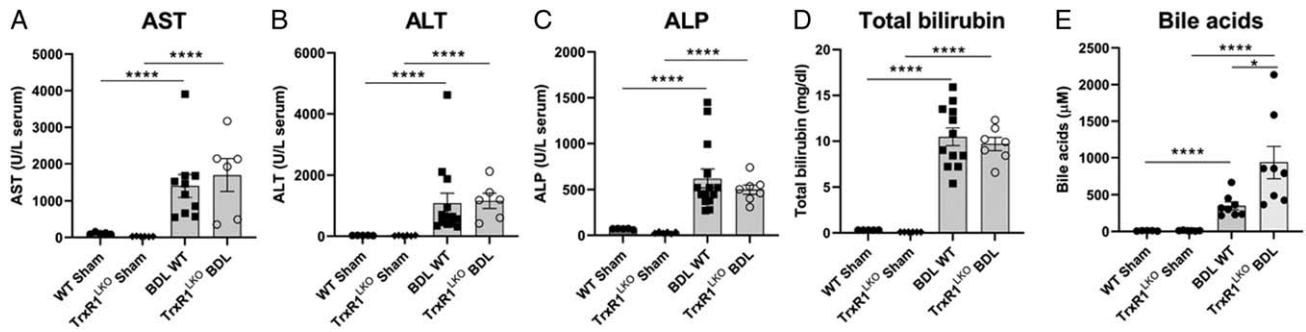 A AST
AST (U/L serum)
5000
4000
3000
2000
1000
0
****
****
WT Sham
TrxR1LKO Sham
BDL WT
TrxR1LKO BDL
B ALT
ALT (U/L serum)
6000
4000
2000
0
****
****
WT Sham
TrxR1LKO Sham
BDL WT
TrxR1LKO BDL
C ALP
ALP (U/L serum)
2000
1500
1000
500
0
****
****
WT Sham
TrxR1LKO Sham
BDL WT
TrxR1LKO BDL
D Total bilirubin
Total bilirubin (mg/dl)
20
15
10
5
0
****
****
WT Sham
TrxR1LKO Sham
BDL WT
TrxR1LKO BDL
E Bile acids
Bile acids (μM)
2500
2000
1500
1000
500
0
****
*
****
WT Sham
TrxR1LKO Sham
BDL WT
TrxR1LKO BDL